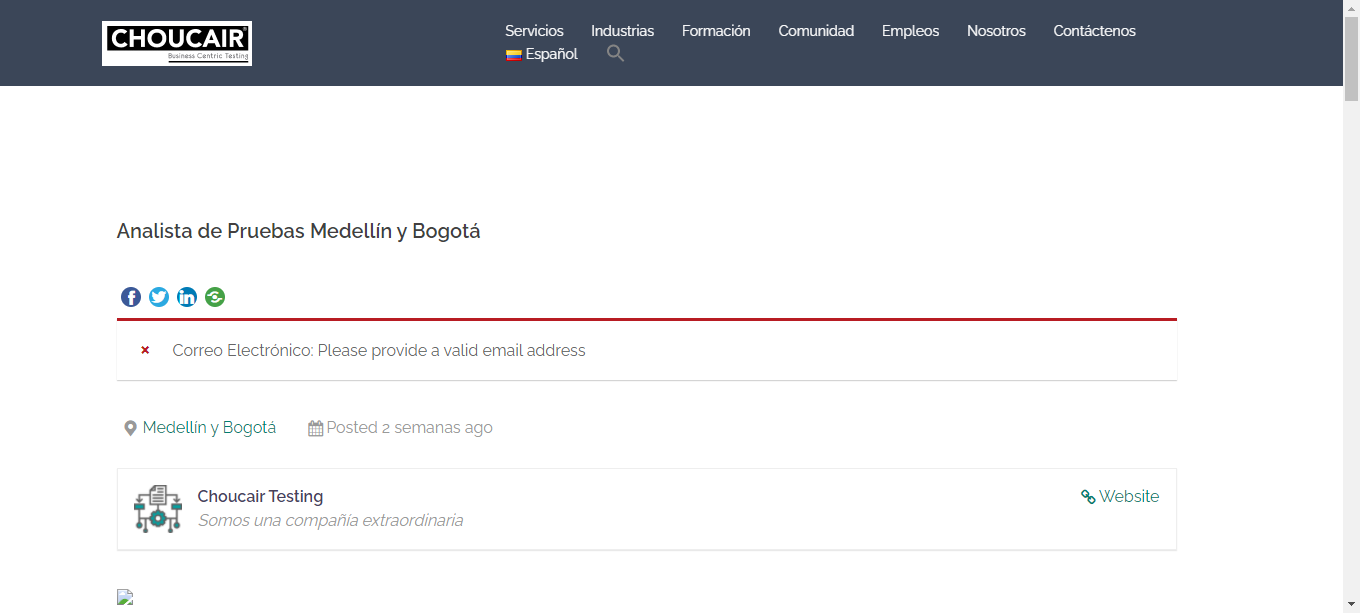 CHOUCAIR
Business Centric Testing
Servicios Industrias Formación Comunidad Empleos Nosotros Contáctenos
Español
Analista de Pruebas Medellín y Bogotá
Correo Electrónico: Please provide a valid email address
Medellín y Bogotá Posted 2 semanas ago
Choucair Testing Website
Somos una compañía extraordinaria